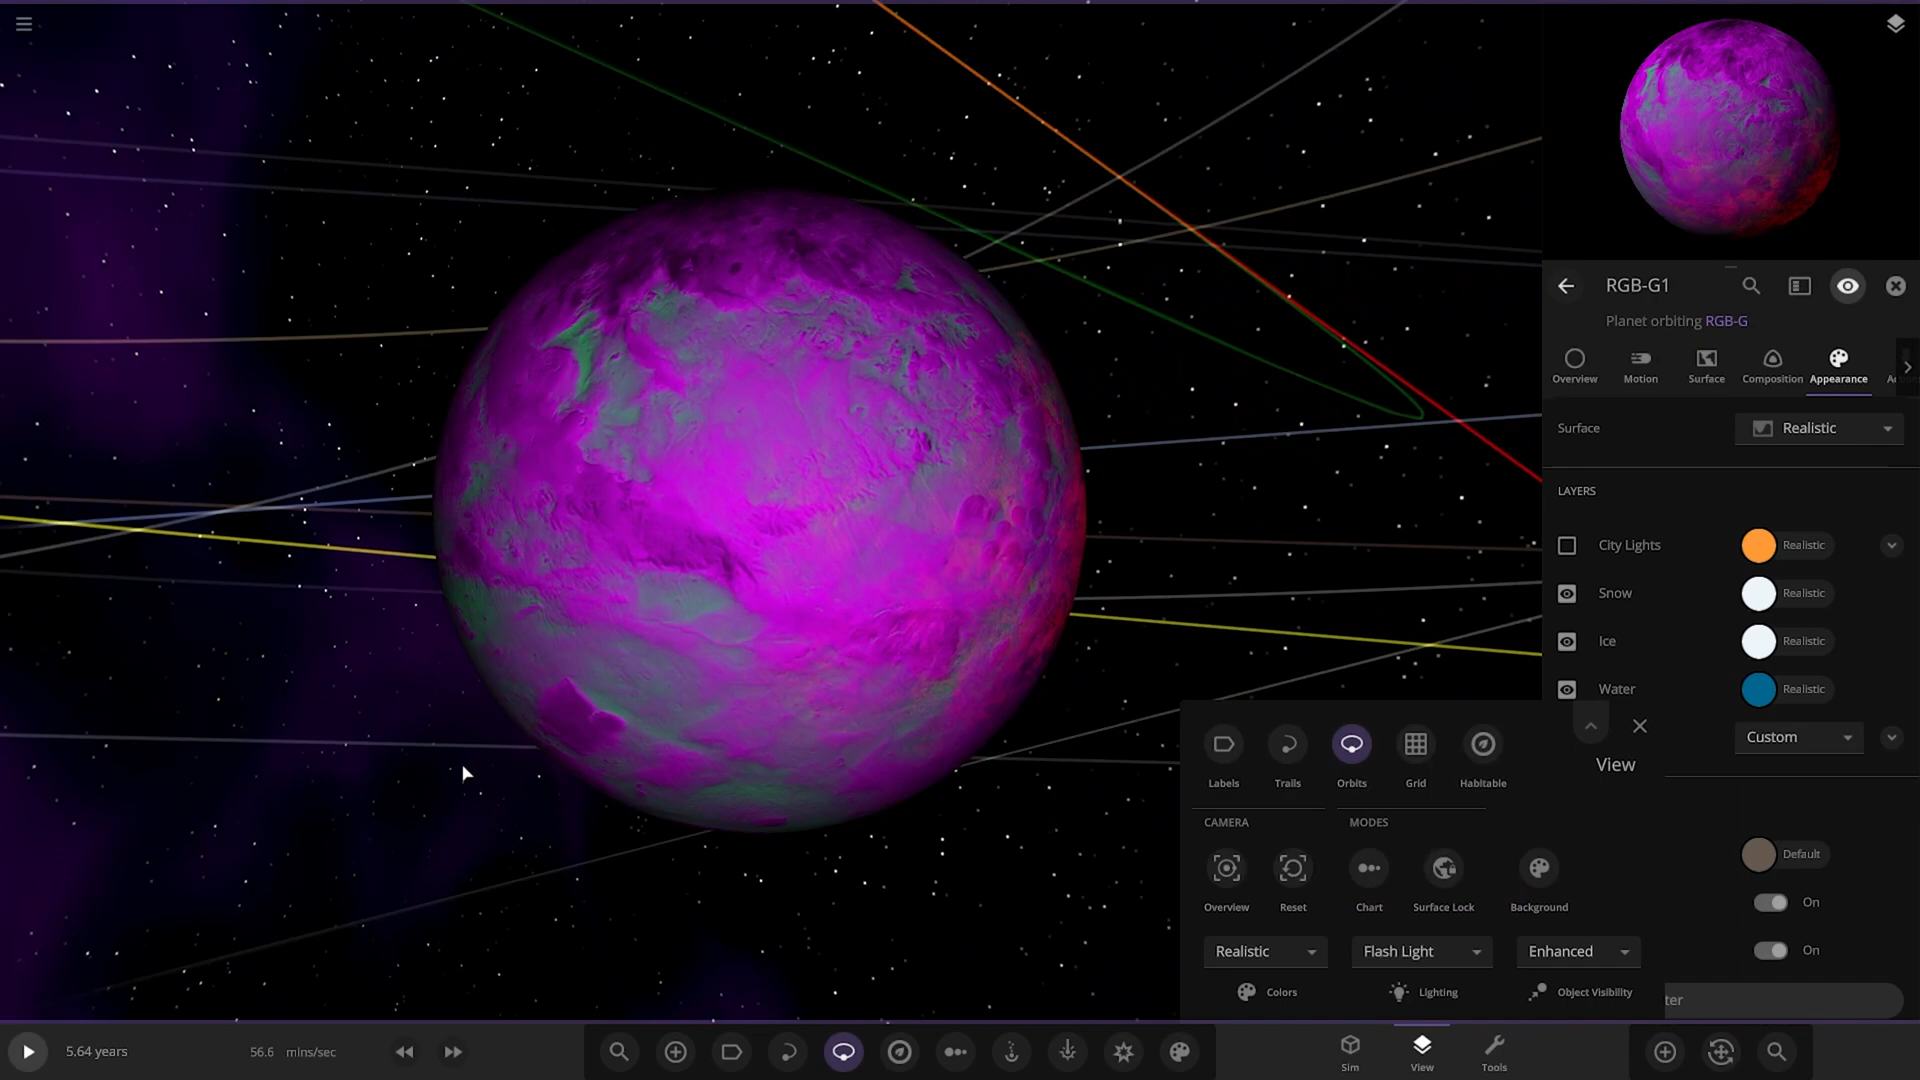 RGB-G1
Planet orbiting RGB-G
Overview
Motion
Surface
Composition
Appearance
Surface
Realistic
LAYERS
City Lights
Realistic
Snow
Realistic
Ice
Realistic
Water
Realistic
Custom
View
Labels
Trails
Orbits
Grid
Habitable
CAMERA
MODES
Default
Overview
Reset
Chart
Surface Lock
Background
On
Realistic
Flash Light
Enhanced
On
Colors
Lighting
Object Visibility
ter
5.64 years
56.6 mins/sec
Sim
View
Tools